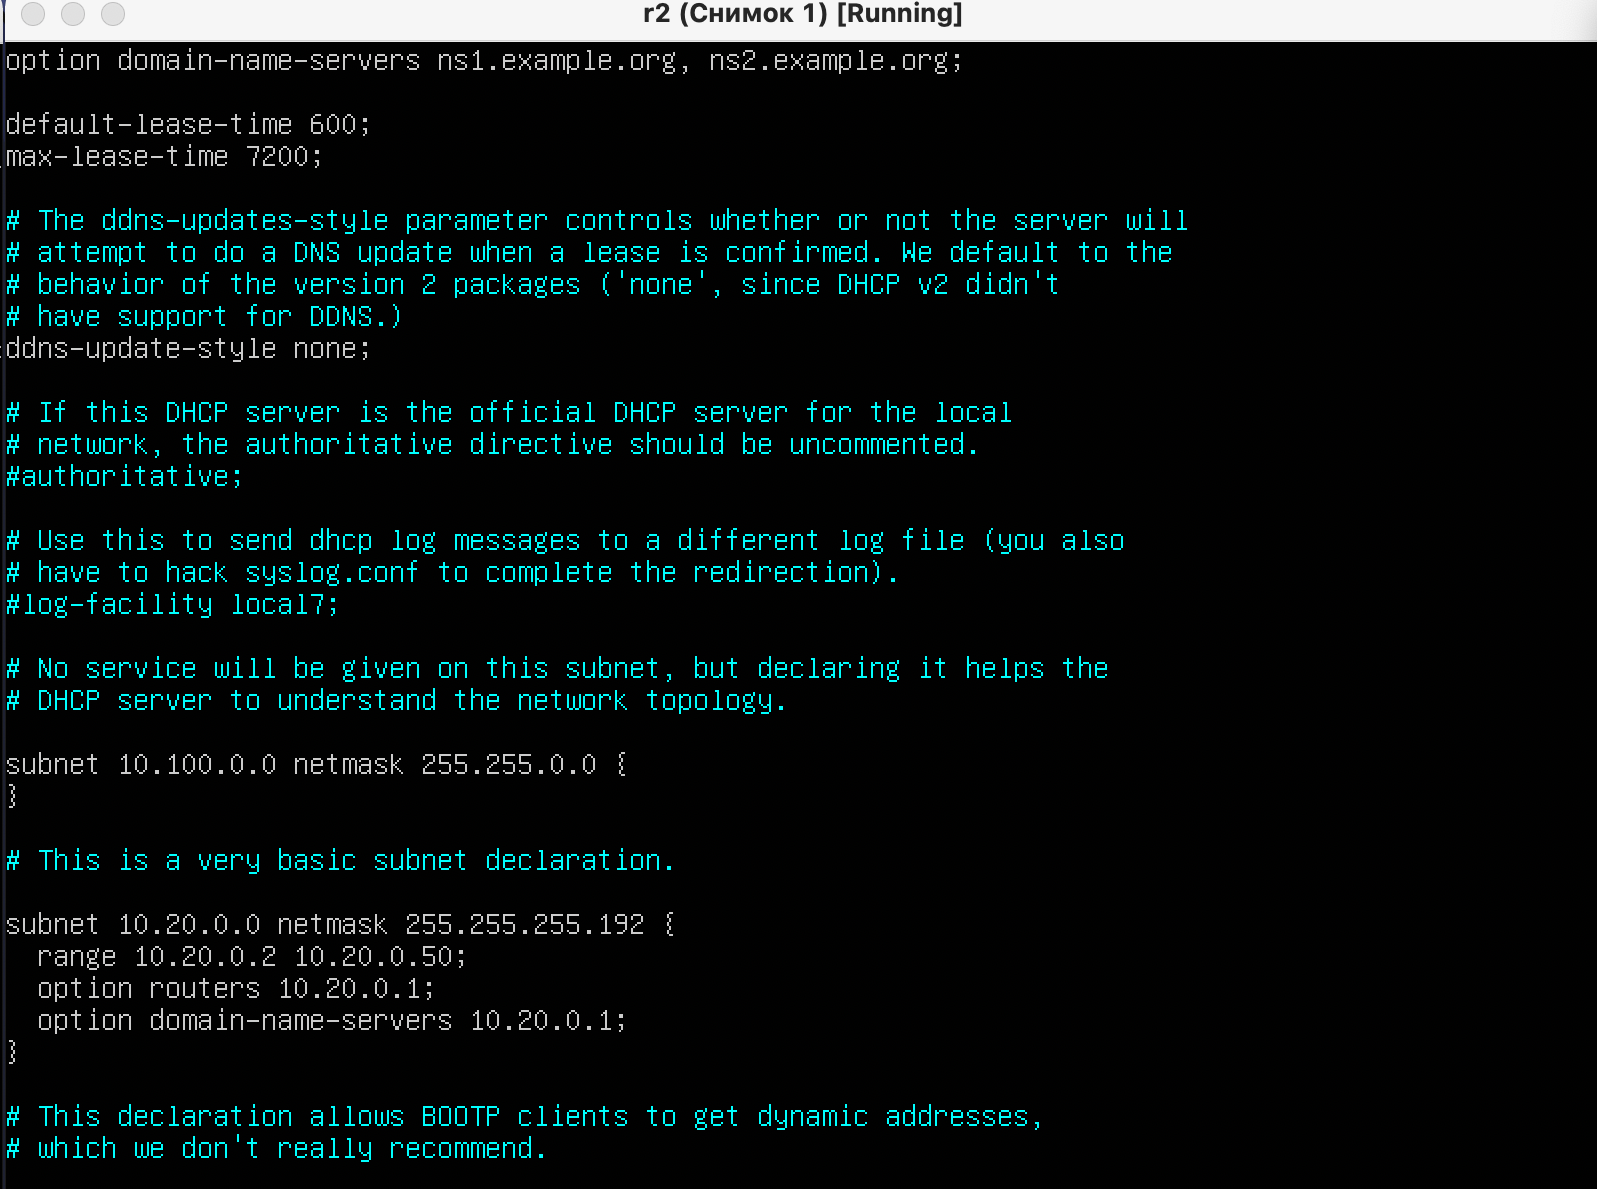 r2 (Снимок 1) [Running]
option domain-name-servers ns1.example.org, ns2.example.org;
default-lease-time 600;
max-lease-time 7200;
# The ddns-updates-style parameter controls whether or not the server will
# attempt to do a DNS update when a lease is confirmed. We default to the
# behavior of the version 2 packages ('none', since DHCP v2 didn't
# have support for DDNS.)
ddns-update-style none;
# If this DHCP server is the official DHCP server for the local
# network, the authoritative directive should be uncommented.
#authoritative;
# Use this to send dhcp log messages to a different log file (you also
# have to hack syslog.conf to complete the redirection).
#log-facility local7;
# No service will be given on this subnet, but declaring it helps the
# DHCP server to understand the network topology.
subnet 10.100.0.0 netmask 255.255.0.0 {
}
# This is a very basic subnet declaration.
subnet 10.20.0.0 netmask 255.255.255.192 {
  range 10.20.0.2 10.20.0.50;
  option routers 10.20.0.1;
  option domain-name-servers 10.20.0.1;
}
# This declaration allows BOOTP clients to get dynamic addresses,
# which we don't really recommend.